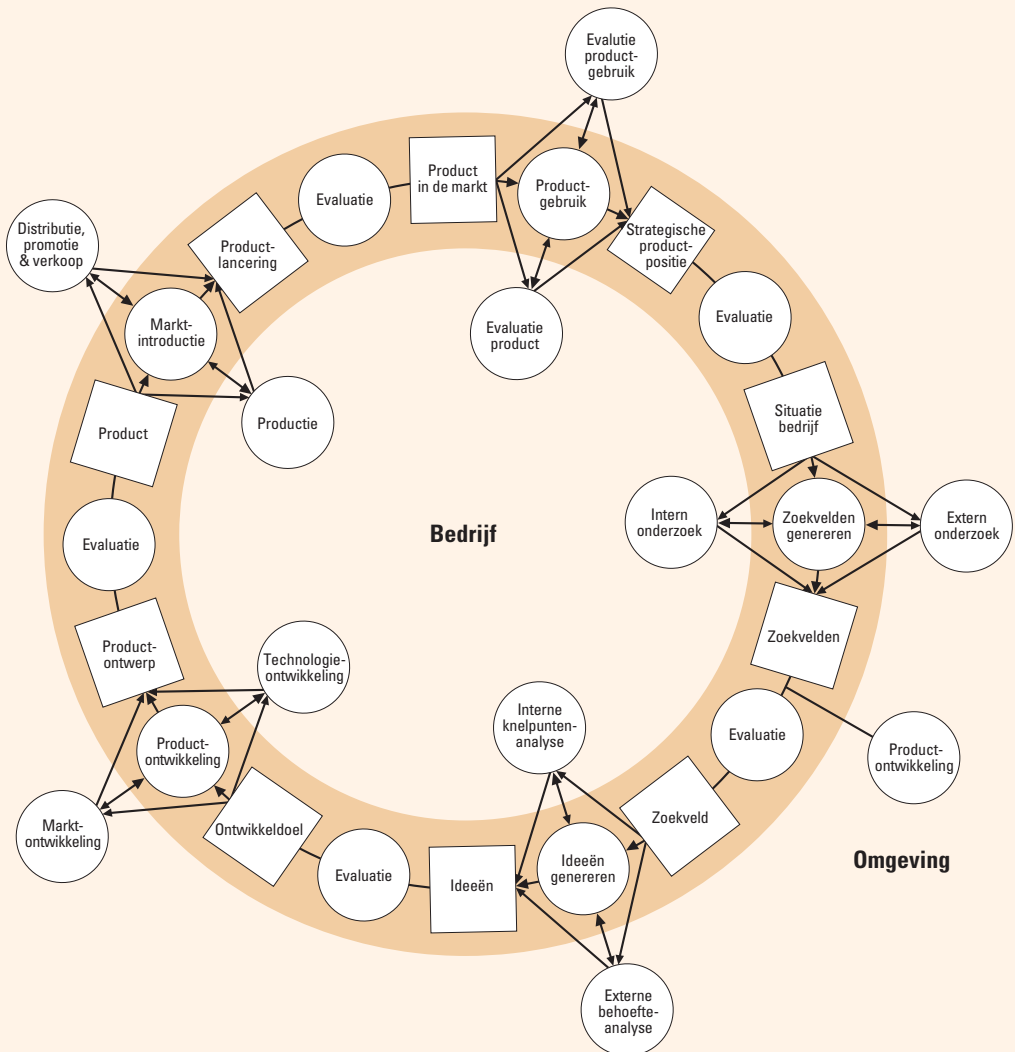 Evalutie
product-
gebruik
Product
in de markt
Product-
gebruik
Strategische
product-
positie
Evaluatie
product
Evaluatie
Situatie
bedrijf
Intern
onderzoek
Zoekvelden
genereren
Extern
onderzoek
Zoekvelden
Product-
ontwikkeling
Evaluatie
Zoekveld
Interne
knelpunten-
analyse
Ideeën
genereren
Externe
behoefte-
analyse
Ideeën
Evaluatie
Ontwikkeldoel
Technologie-
ontwikkeling
Product-
ontwikkeling
Markt-
ontwikkeling
Product-
ontwerp
Evaluatie
Product
Productie
Markt-
introductie
Distributie,
promotie
& verkoop
Product-
lancering
Evaluatie
Bedrijf
Omgeving